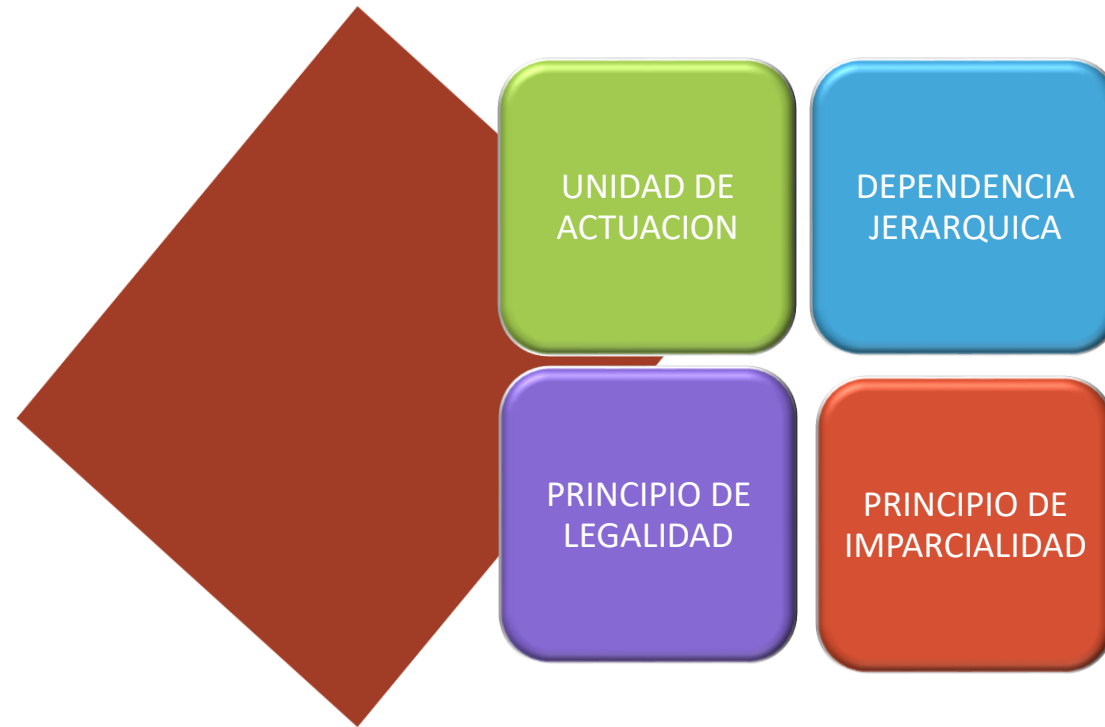 UNIDAD DE
ACTUACION
DEPENDENCIA
JERARQUICA
PRINCIPIO DE
LEGALIDAD
PRINCIPIO DE
IMPARCIALIDAD